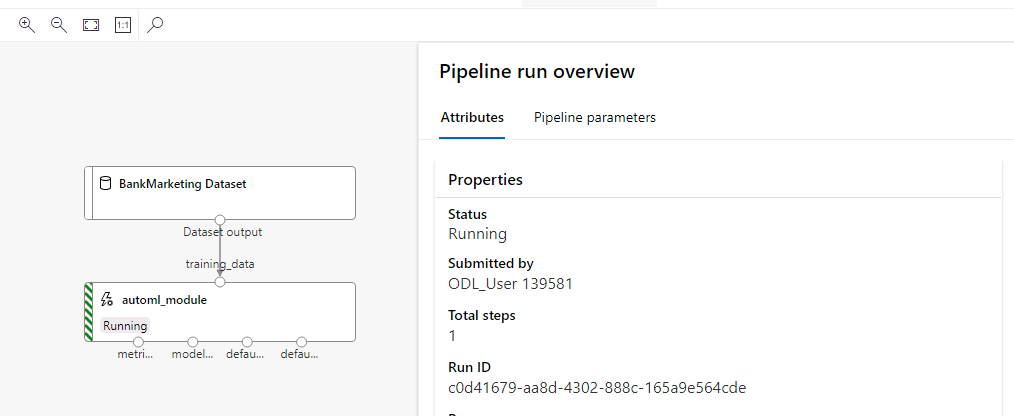 1:1
Pipeline run overview
Attributes
Pipeline parameters
BankMarketing Dataset
Dataset output
training_data
automl_module
Running
metri...
model...
defau...
defau...
Properties
Status
Running
Submitted by
ODL_User 139581
Total steps
1
Run ID
c0d41679-aa8d-4302-888c-165a9e564cde